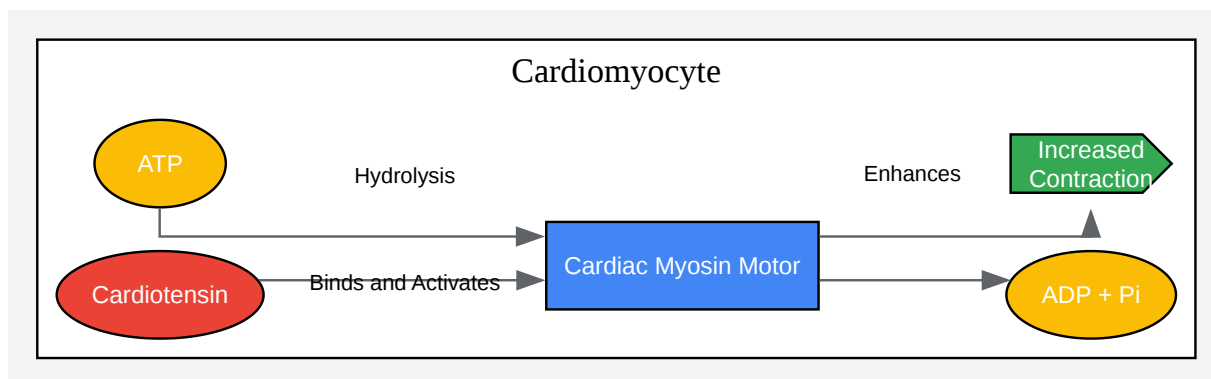 Cardiomyocyte
ATP
Hydrolysis
Enhances
Increased
Contraction
Cardiotensin
Binds and Activates
Cardiac Myosin Motor
ADP + Pi